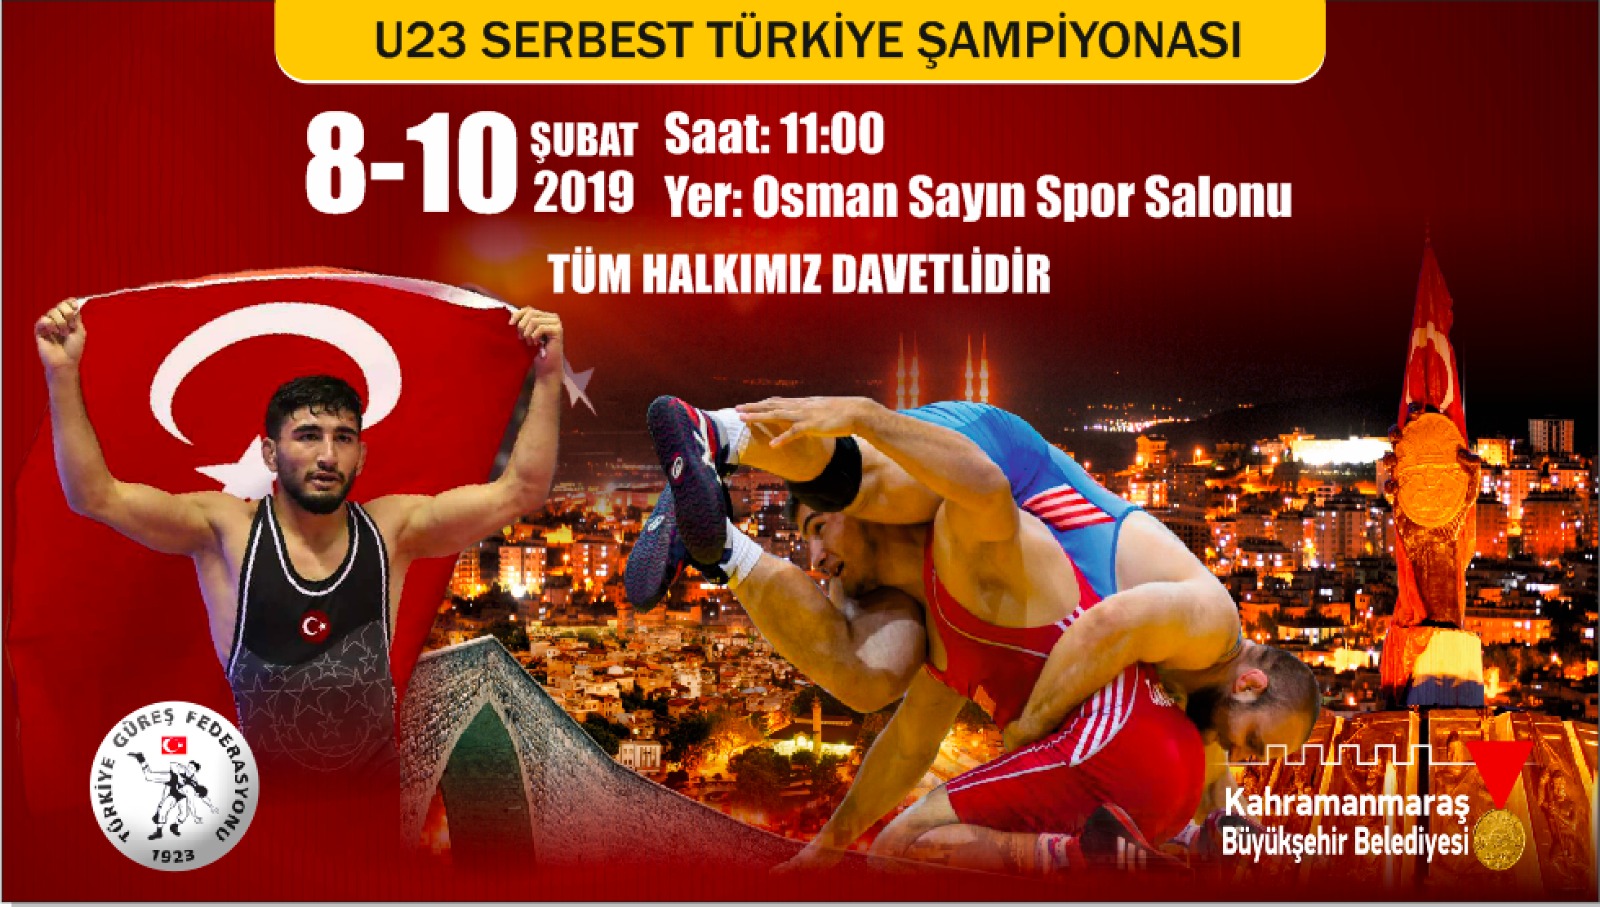 U23 SERBEST TÜRKİYE ŞAMPİYONASI
8-10 ŞUBAT 2019
Saat: 11:00
Yer: Osman Sayın Spor Salonu
TÜM HALKIMIZ DAVETLİDİR
TÜRKİYE GÜREŞ FEDERASYONU
1923
Kahramanmaraş
Büyükşehir Belediyesi